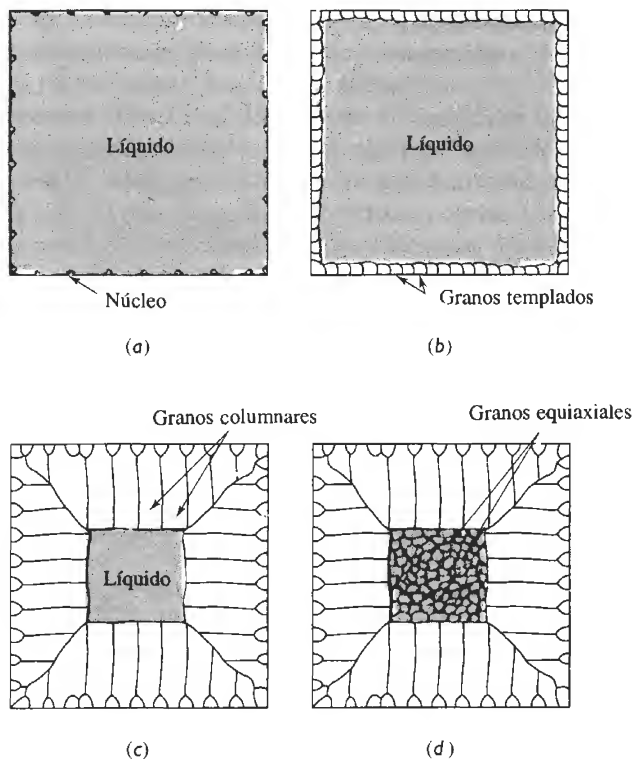 Líquido
Líquido
Núcleo
Granos templados
(a)
(b)
Granos columnares
Granos equiaxiales
Líquido
(c)
(d)